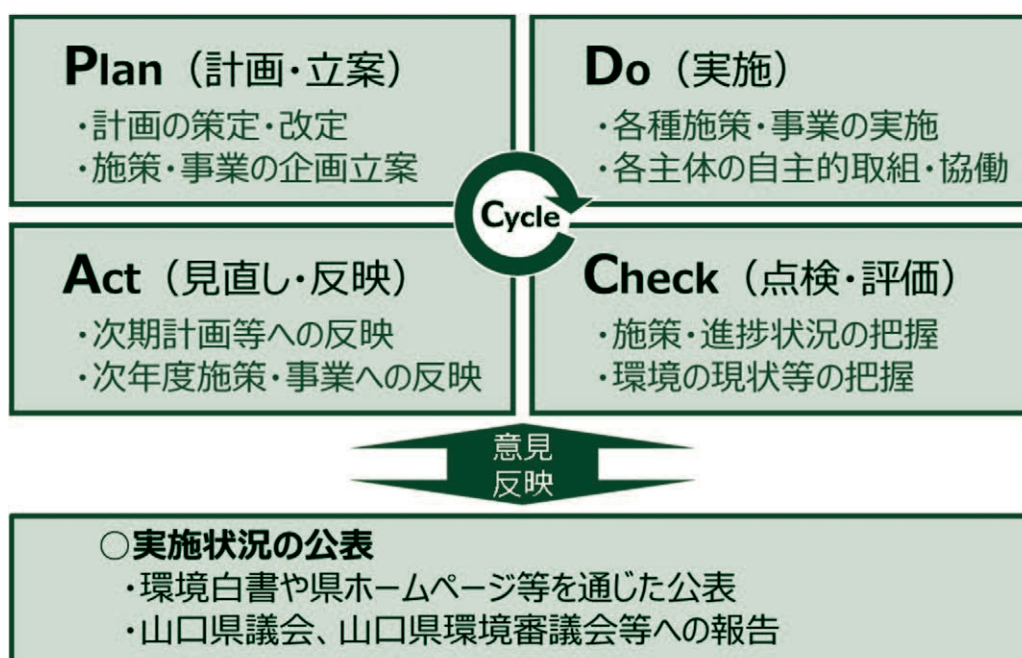 Plan（計画・立案）
・計画の策定・改定
・施策・事業の企画立案
Do（実施）
・各種施策・事業の実施
・各主体の自主的取組・協働
Cycle
Act（見直し・反映）
・次期計画等への反映
・次年度施策・事業への反映
Check（点検・評価）
・施策・進捗状況の把握
・環境の現状等の把握
意見
反映
○実施状況の公表
・環境白書や県ホームページ等を通じた公表
・山口県議会、山口県環境審議会等への報告